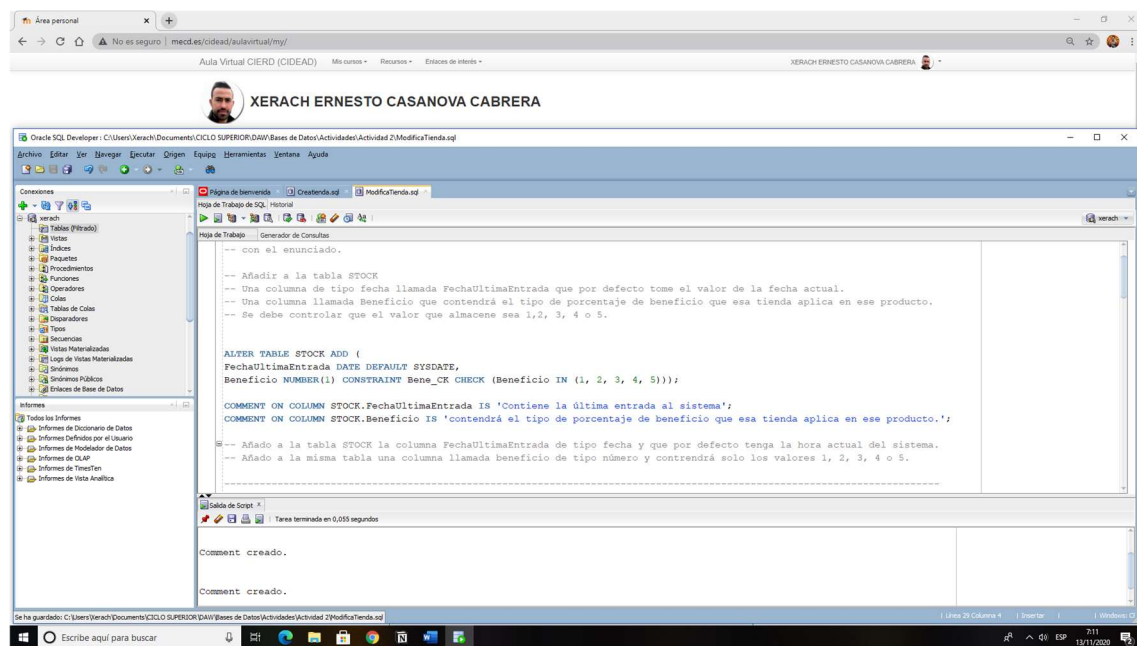 Área personal
No es seguro | mecd.es/cidead/aulavirtual/my/
Aula Virtual CIERD (CIDEAD) Mis cursos Recursos Enlaces de interés XERACH ERNESTO CASANOVA CABRERA
XERACH ERNESTO CASANOVA CABRERA
Oracle SQL Developer : C:\Users\Xerach\Documents\CICLO SUPERIOR\DAW\Bases de Datos\Actividades\Actividad 2\ModificaTienda.sql
Archivo Editar Ver Navegar Ejecutar Origen Equipo Herramientas Ventana Ayuda
Conexiones
xerach
Tablas (Filtrado)
Vistas
Índices
Paquetes
Procedimientos
Funciones
Operadores
Colas
Tablas de Colas
Disparadores
Tipos
Secuencias
Vistas Materializadas
Logs de Vistas Materializadas
Sinónimos
Sinónimos Públicos
Enlaces de Base de Datos
Informes
Todos los Informes
Informes de Diccionario de Datos
Informes Definidos por el Usuario
Informes de Modelador de Datos
Informes de OLAP
Informes de TimesTen
Informes de Vista Analítica
Página de bienvenida Creatienda.sql ModificaTienda.sql
Hoja de Trabajo de SQL Historial
xerach
Hoja de Trabajo Generador de Consultas
-- con el enunciado.
-- Añadir a la tabla STOCK
-- Una columna de tipo fecha llamada FechaUltimaEntrada que por defecto tome el valor de la fecha actual.
-- Una columna llamada Beneficio que contendrá el tipo de porcentaje de beneficio que esa tienda aplica en ese producto.
-- Se debe controlar que el valor que almacene sea 1,2, 3, 4 o 5.
ALTER TABLE STOCK ADD (
FechaUltimaEntrada DATE DEFAULT SYSDATE,
Beneficio NUMBER(1) CONSTRAINT Bene_CK CHECK (Beneficio IN (1, 2, 3, 4, 5)));
COMMENT ON COLUMN STOCK.FechaUltimaEntrada IS 'Contiene la última entrada al sistema';
COMMENT ON COLUMN STOCK.Beneficio IS 'contendrá el tipo de porcentaje de beneficio que esa tienda aplica en ese producto.';
-- Añado a la tabla STOCK la columna FechaUltimaEntrada de tipo fecha y que por defecto tenga la hora actual del sistema.
-- Añado a la misma tabla una columna llamada beneficio de tipo número y contrendrá solo los valores 1, 2, 3, 4 o 5.
Salida de Script
Tarea terminada en 0,055 segundos
Comment creado.
Comment creado.
Se ha guardado: C:\Users\Xerach\Documents\CICLO SUPERIOR\DAW\Bases de Datos\Actividades\Actividad 2\ModificaTienda.sql
Línea 29 Columna 4 | Insertar
Escribe aquí para buscar
ESP
7:11
13/11/2020